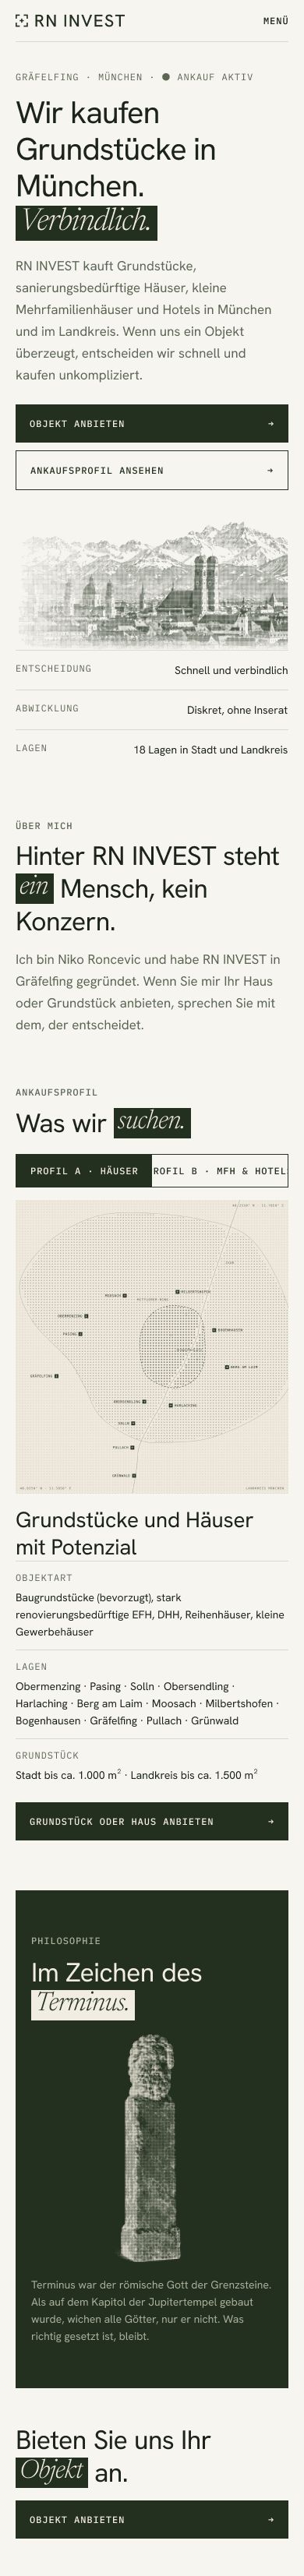 RN INVEST
MENÜ
GRÄFELFING · MÜNCHEN · ● ANKAUF AKTIV
Wir kaufen
Grundstücke in
München.
Verbindlich.
RN INVEST kauft Grundstücke,
sanierungsbedürftige Häuser, kleine
Mehrfamilienhäuser und Hotels in München
und im Landkreis. Wenn uns ein Objekt
überzeugt, entscheiden wir schnell und
kaufen unkompliziert.
OBJEKT ANBIETEN →
ANKAUFSPROFIL ANSEHEN →
ENTSCHEIDUNG Schnell und verbindlich
ABWICKLUNG Diskret, ohne Inserat
LAGEN 18 Lagen in Stadt und Landkreis
ÜBER MICH
Hinter RN INVEST steht
ein Mensch, kein
Konzern.
Ich bin Niko Roncevic und habe RN INVEST in
Gräfelfing gegründet. Wenn Sie mir Ihr Haus
oder Grundstück anbieten, sprechen Sie mit
dem, der entscheidet.
ANKAUFSPROFIL
Was wir suchen.
PROFIL A · HÄUSER
ROFIL B · MFH & HOTEL
MOOSACH
MILBERTSHOFEN
OBERMENZING
BOGENHAUSEN
PASING
BERG AM LAIM
GRÄFELFING
OBERSENDLING
HARLACHING
SOLLN
PULLACH
GRÜNWALD
LANDKREIS MÜNCHEN
Grundstücke und Häuser
mit Potenzial
OBJEKTART
Baugrundstücke (bevorzugt), stark
renovierungsbedürftige EFH, DHH, Reihenhäuser, kleine
Gewerbehäuser
LAGEN
Obermenzing · Pasing · Solln · Obersendling ·
Harlaching · Berg am Laim · Moosach · Milbertshofen ·
Bogenhausen · Gräfelfing · Pullach · Grünwald
GRUNDSTÜCK
Stadt bis ca. 1.000 m² · Landkreis bis ca. 1.500 m²
GRUNDSTÜCK ODER HAUS ANBIETEN →
PHILOSOPHIE
Im Zeichen des
Terminus.
Terminus war der römische Gott der Grenzsteine.
Als auf dem Kapitol der Jupitertempel gebaut
wurde, wichen alle Götter, nur er nicht. Was
richtig gesetzt ist, bleibt.
Bieten Sie uns Ihr
Objekt an.
OBJEKT ANBIETEN →